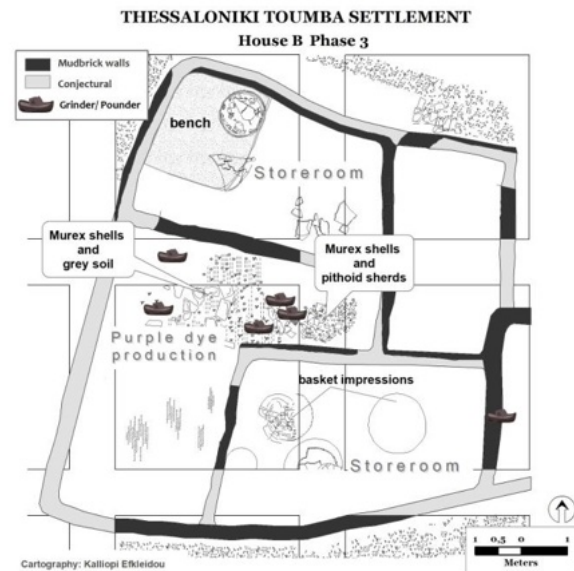 THESSALONIKI TOUMBA SETTLEMENT
House B Phase 3
Mudbrick walls
Conjectural
Grinder/ Pounder
bench
Storeroom
Murex shells
and
grey soil
Murex shells
and
pithoid sherds
Purple dye
production
basket impressions
Storeroom
1 0,5 0 1
Meters
Cartography: Kalliopi Efkleidou